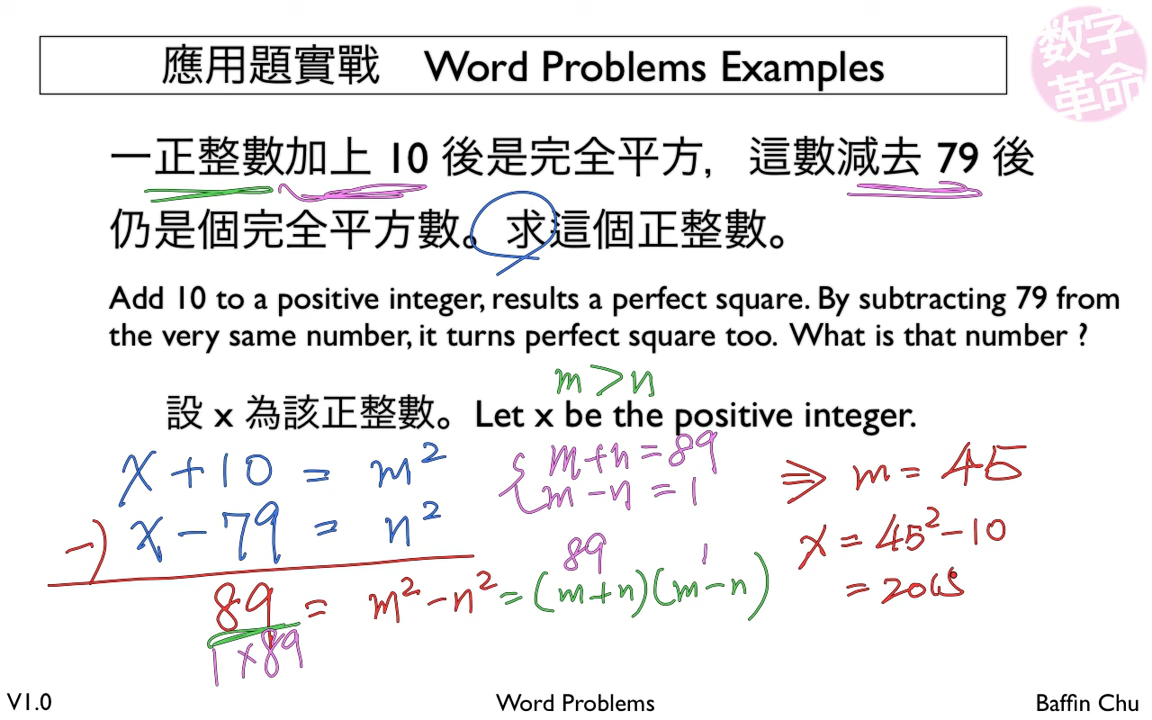 数字
革命
應用題實戰 Word Problems Examples
一正整數加上 10 後是完全平方, 這數減去 79 後
仍是個完全平方數。求這個正整數。
Add 10 to a positive integer, results a perfect square. By subtracting 79 from
the very same number, it turns perfect square too. What is that number ?
m > n
設 x 為該正整數。Let x be the positive integer.
x + 10 = m²
-) x - 79 = n²
89 = m² - n² = (m+n)(m-n)
1 × 89
89 1
{ m+n = 89
m-n = 1
⇒ m = 45
x = 45² - 10
= 2015
V1.0 Word Problems Baffin Chu